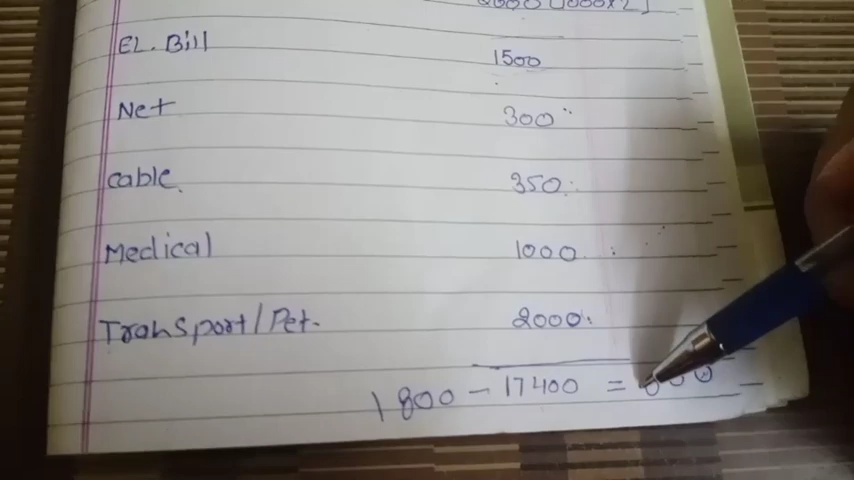 EL. Bill 1500
Net 300
cable 350
Medical 1000
Transport/Pet. 2000
1800 - 17400 =